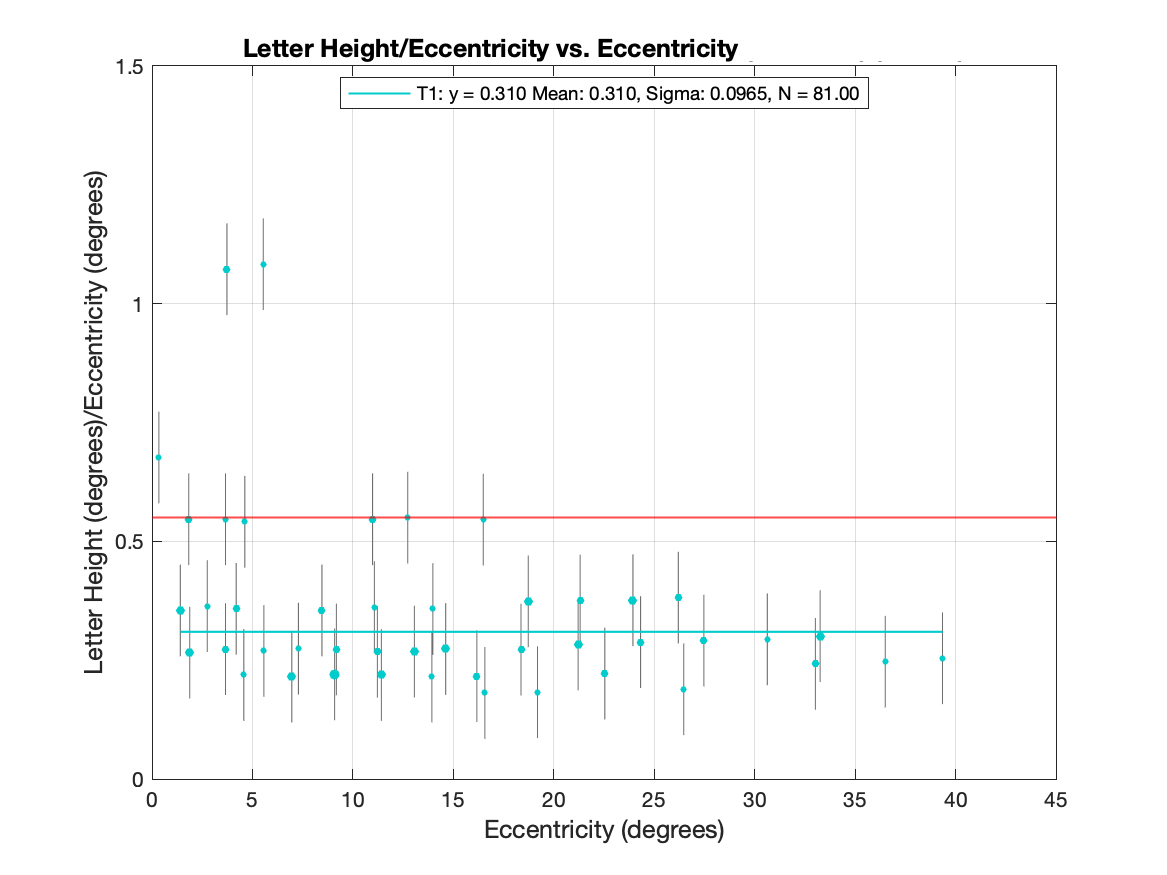 Letter Height/Eccentricity vs. Eccentricity
T1: y = 0.310 Mean: 0.310, Sigma: 0.0965, N = 81.00
Letter Height (degrees)/Eccentricity (degrees)
1.5
1
0.5
0
0 5 10 15 20 25 30 35 40 45
Eccentricity (degrees)